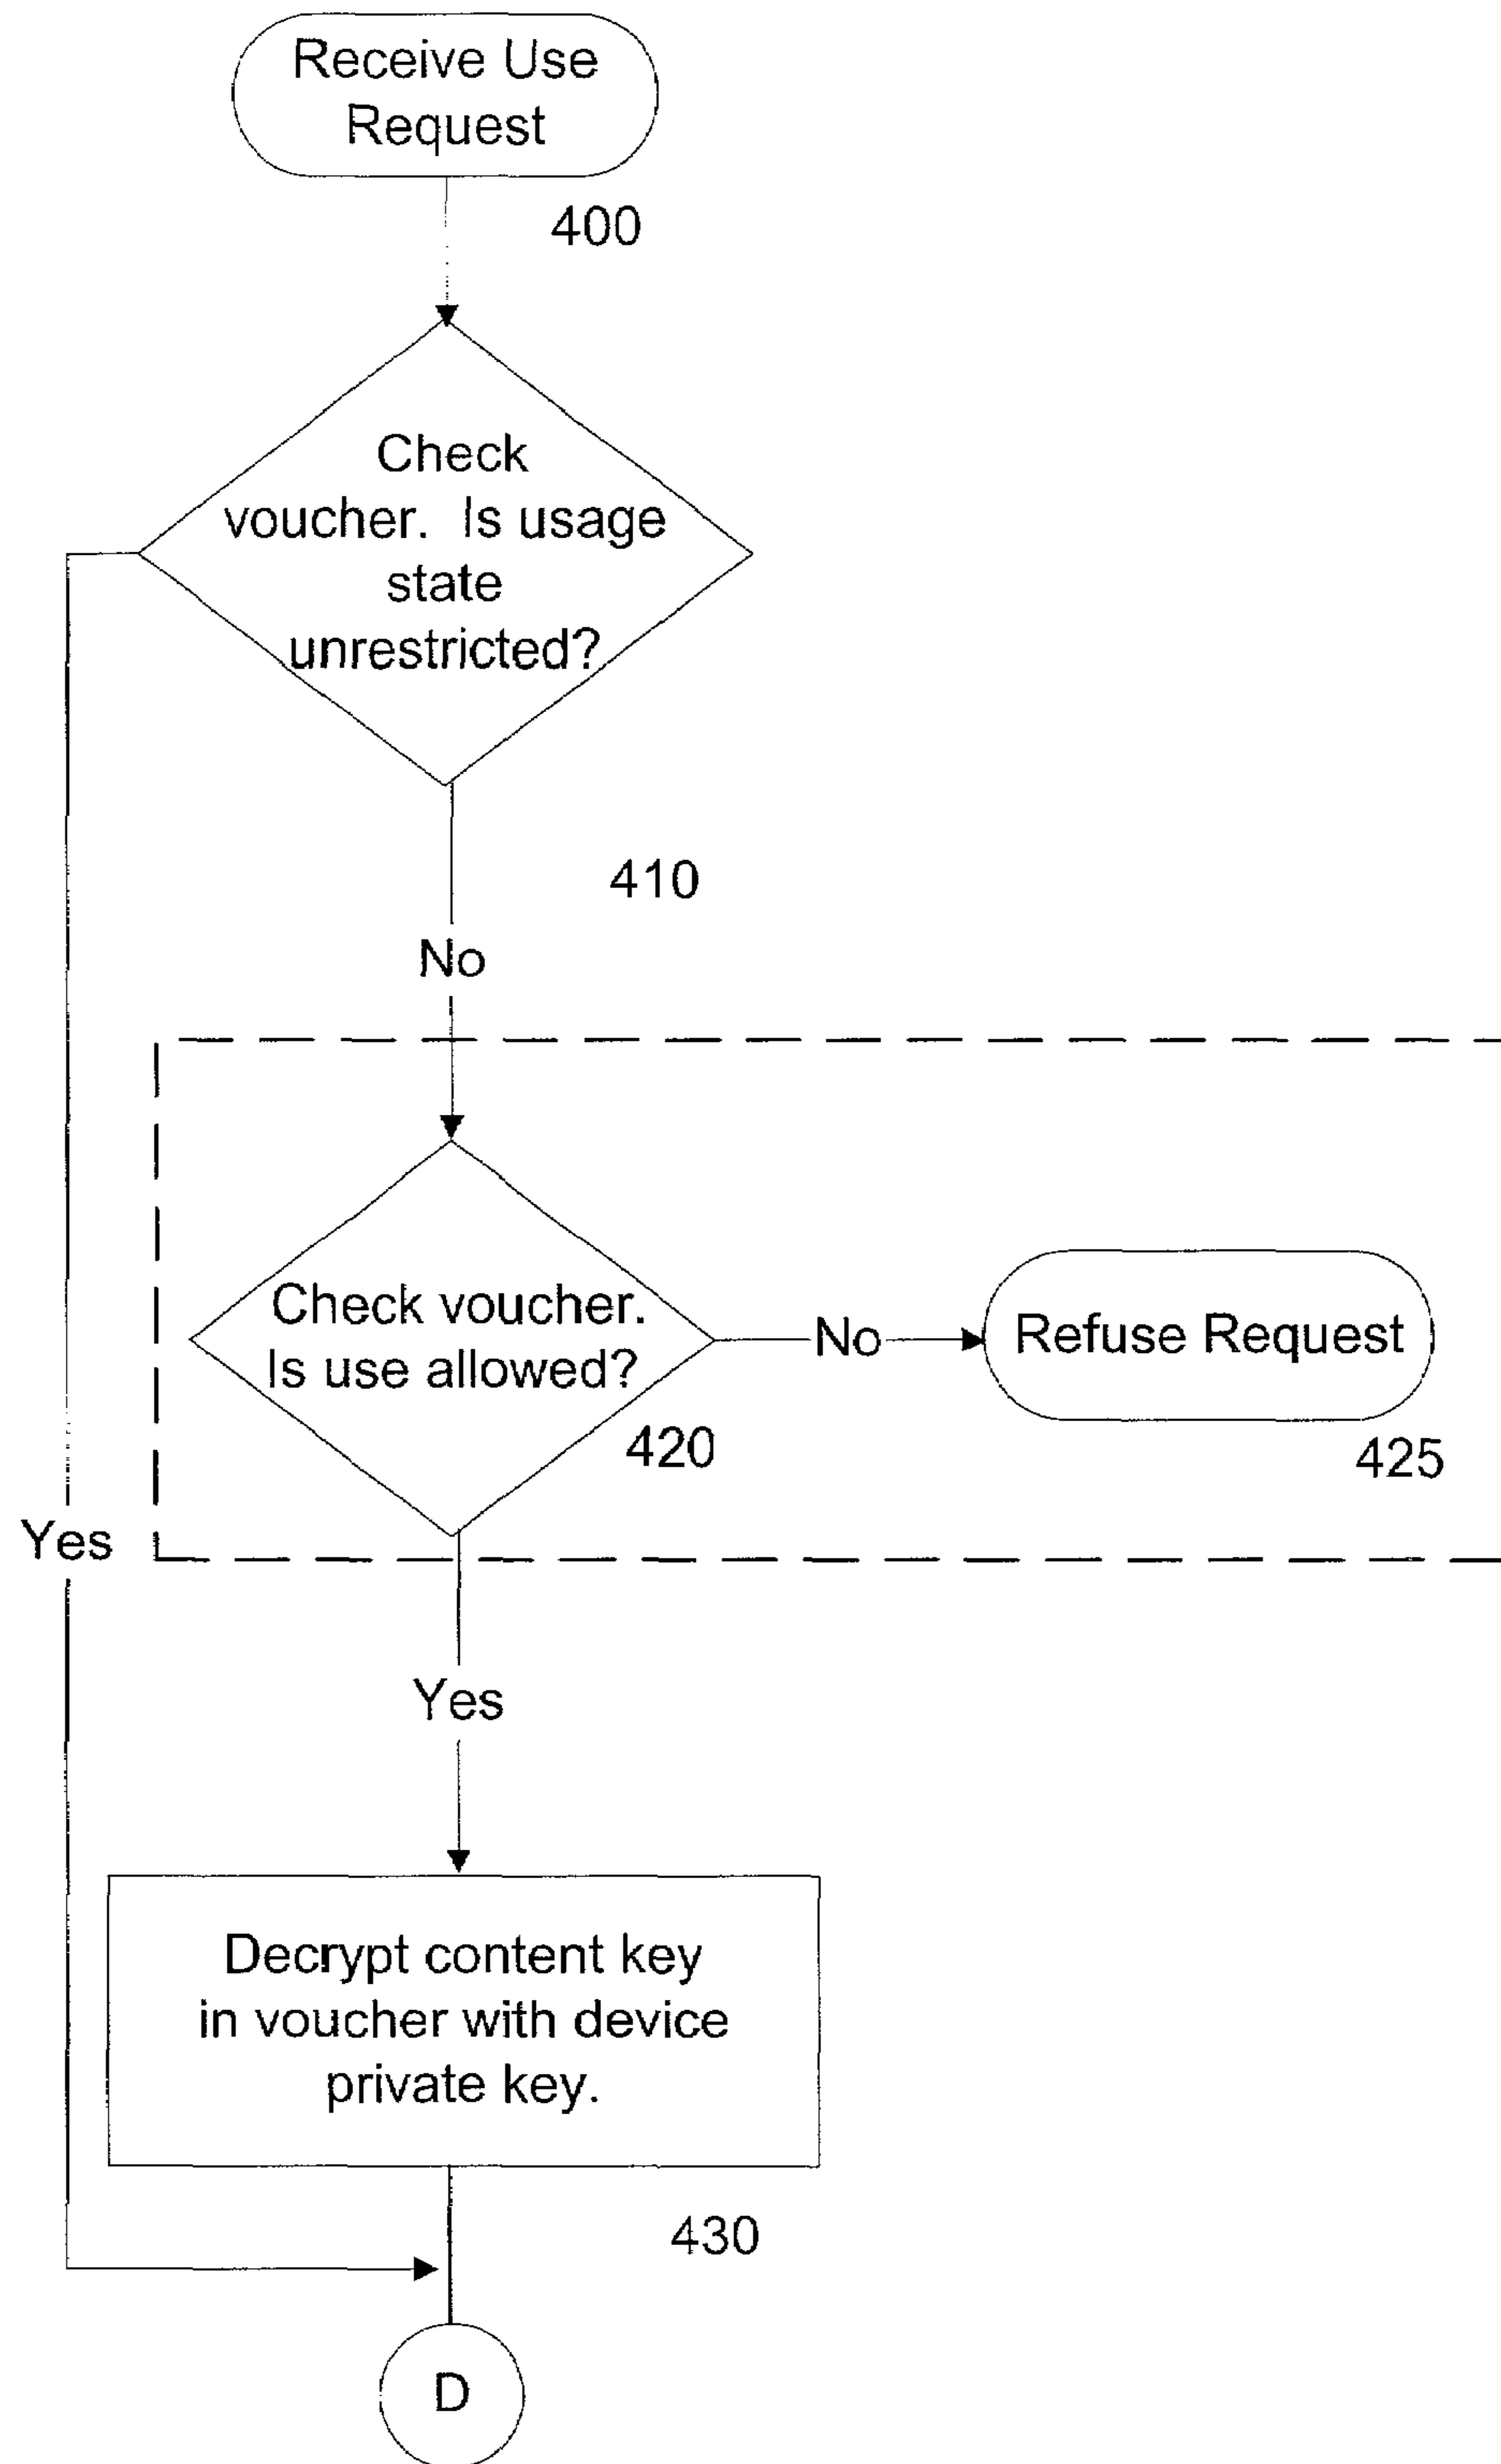 Receive Use
Request
400
Check
voucher.  Is usage
state
unrestricted?
410
No
Check voucher.
Is use allowed?
No
Refuse Request
420
425
Yes
Yes
Decrypt content key
in voucher with device
private key.
430
D